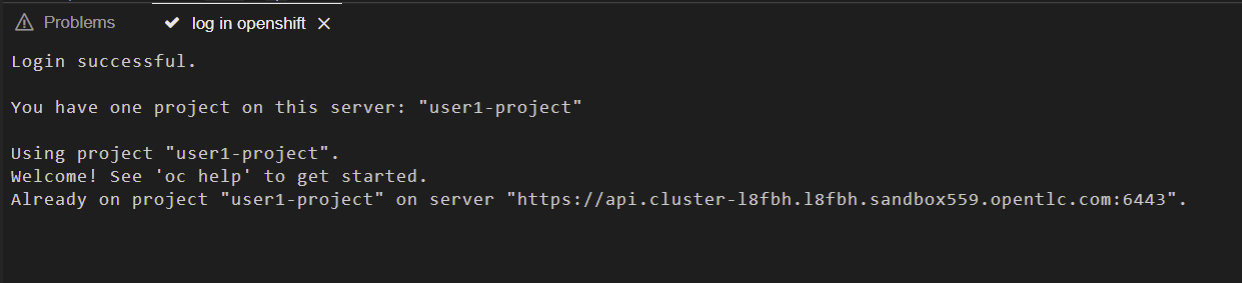 Problems
log in openshift
Login successful.
You have one project on this server: "user1-project"
Using project "user1-project".
Welcome! See 'oc help' to get started.
Already on project "user1-project" on server "https://api.cluster-l8fbh.l8fbh.sandbox559.opentlc.com:6443".